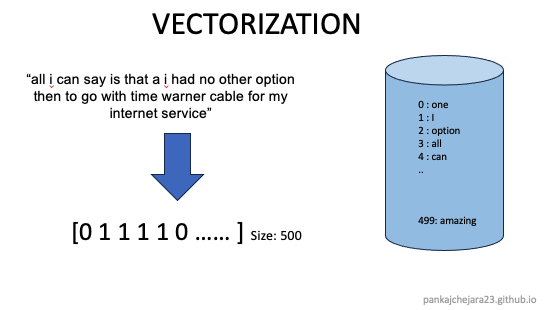 VECTORIZATION
“all i can say is that a i had no other option
then to go with time warner cable for my
internet service”
[0 1 1 1 1 0 …... ] Size: 500
0 : one
1 : I
2 : option
3 : all
4 : can
..
499: amazing
pankajchejara23.github.io